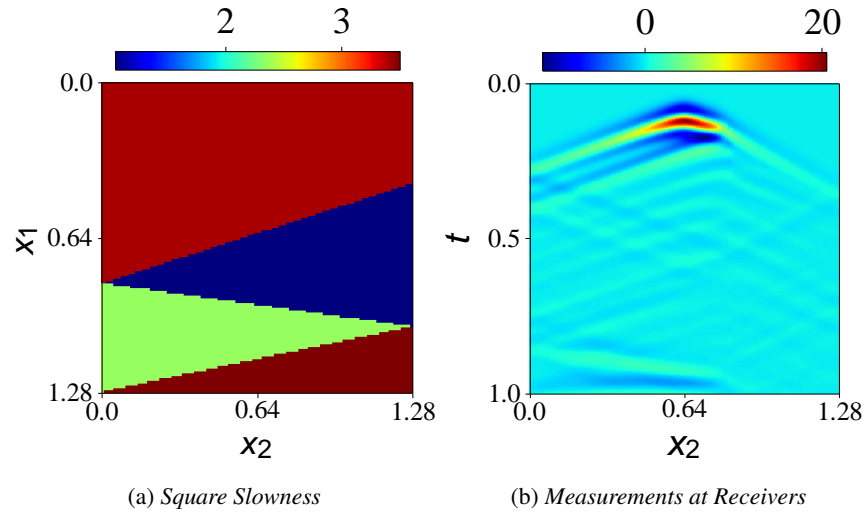 2 3
0.0
0.64
1.28
x1
0.0 0.64 1.28
x2
(a) Square Slowness
0 20
0.0
0.5
1.0
t
0.0 0.64 1.28
x2
(b) Measurements at Receivers